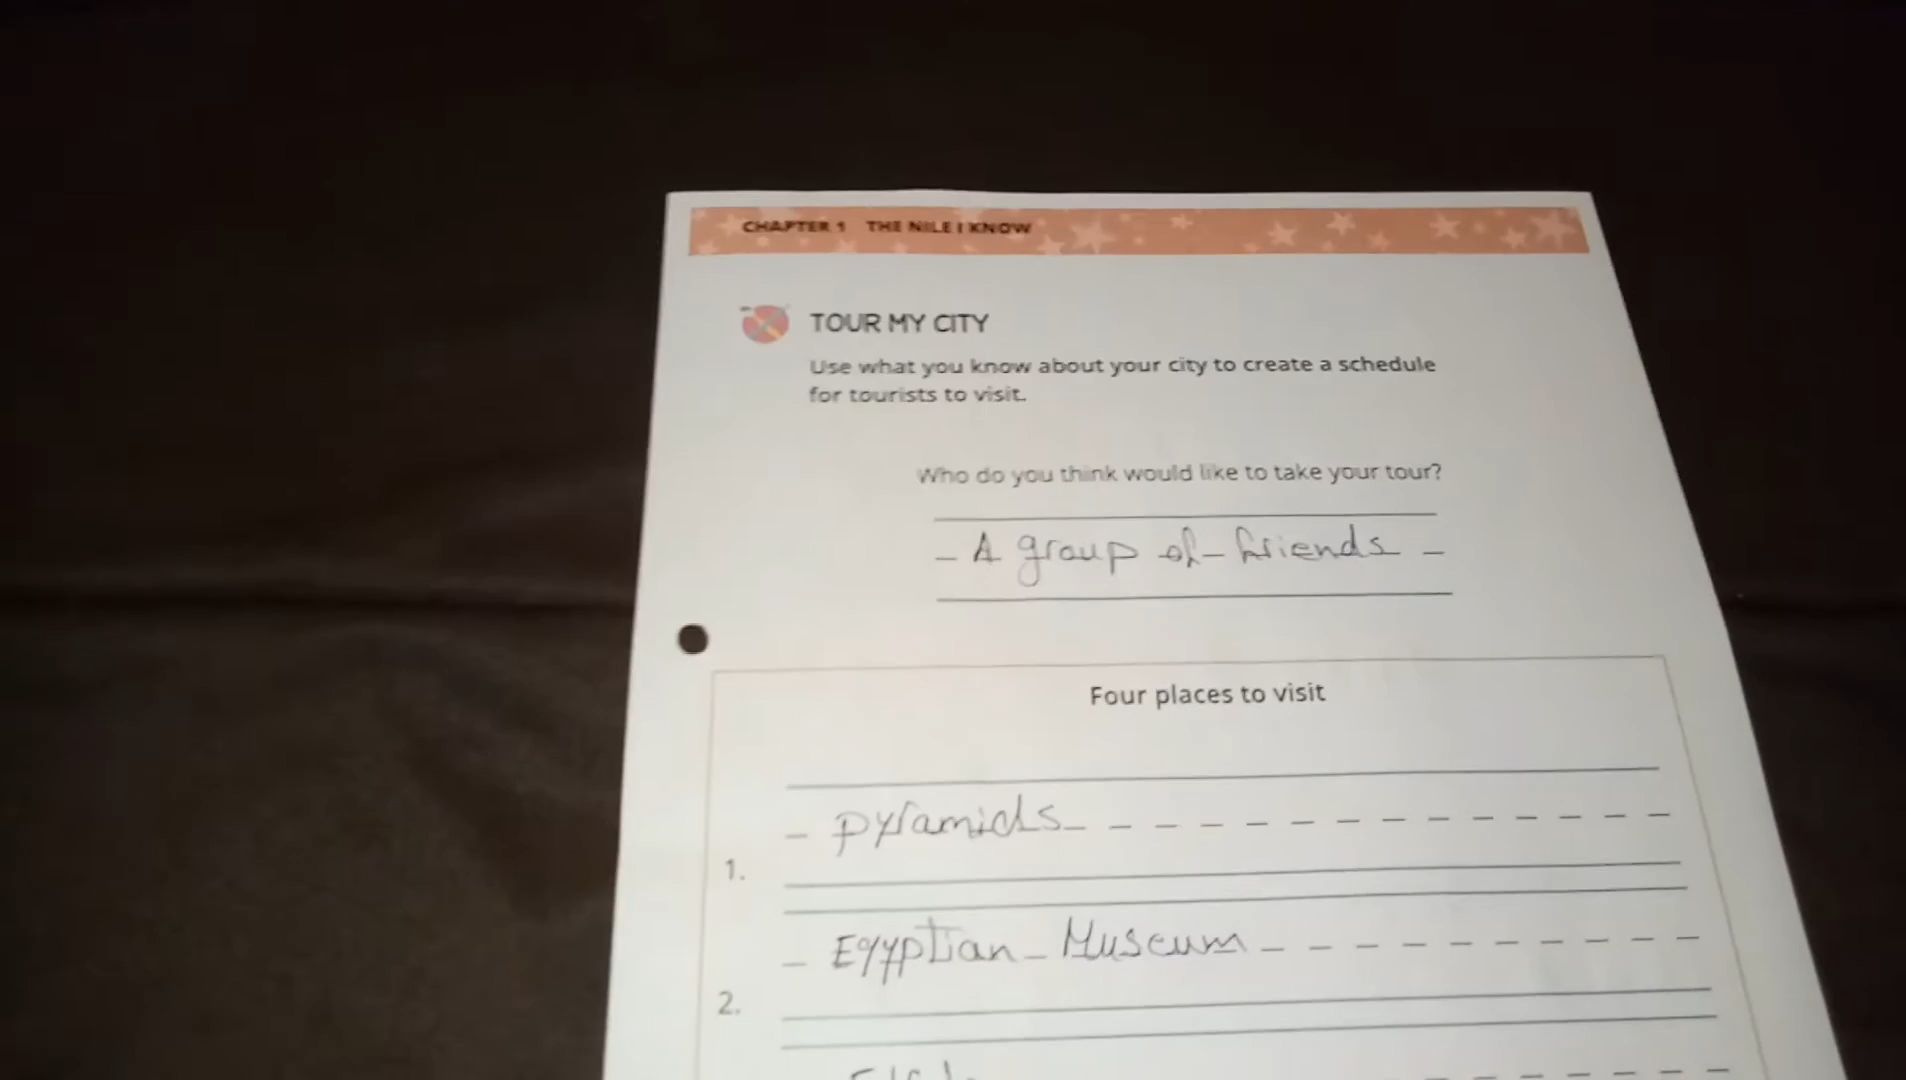 CHAPTER 1 THE NILE I KNOW
TOUR MY CITY
Use what you know about your city to create a schedule
for tourists to visit.
Who do you think would like to take your tour?
A group of friends
Four places to visit
pyramids
1.
Egyptian Museum
2.